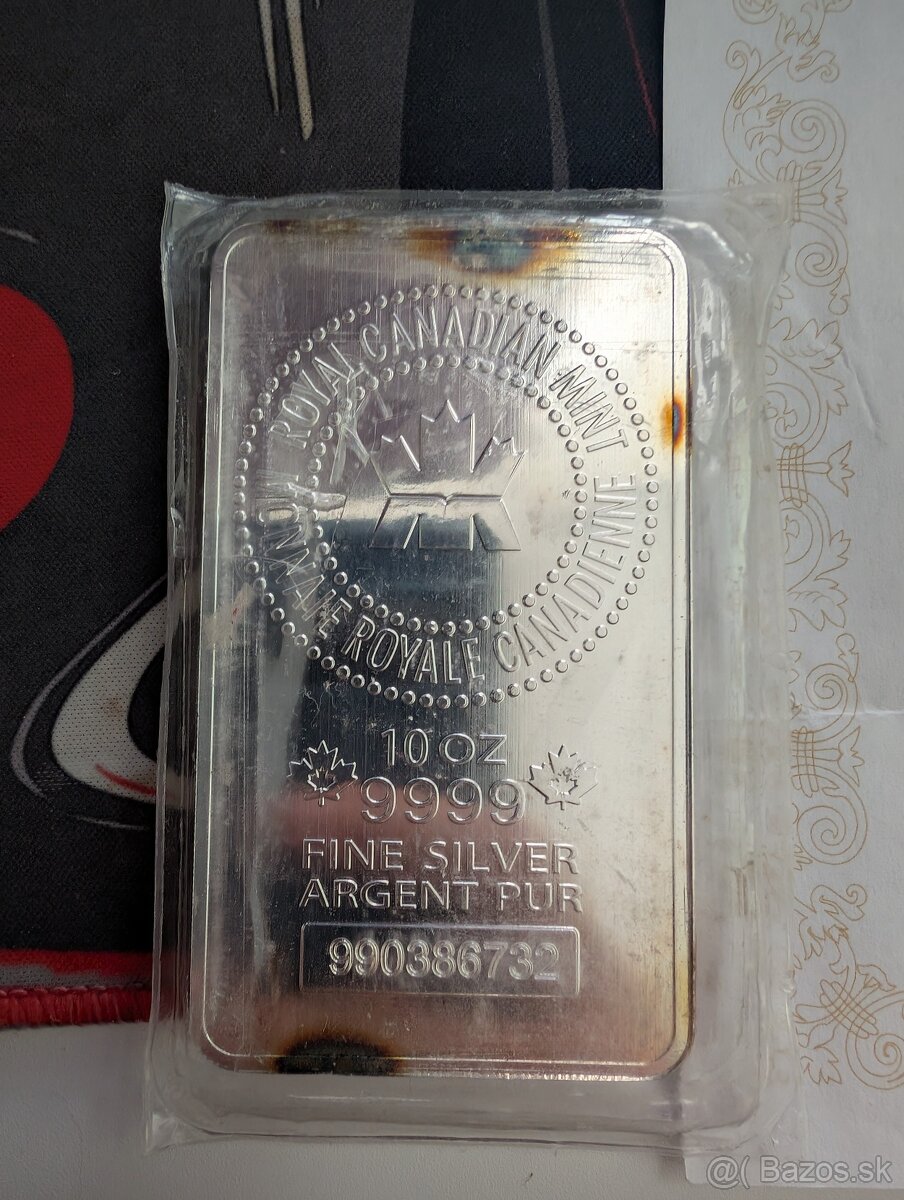 ROYAL CANADIAN MINT
MONNAIE ROYALE CANADIENNE
10 OZ
9999
FINE SILVER
ARGENT PUR
990386732
@( Bazos.sk